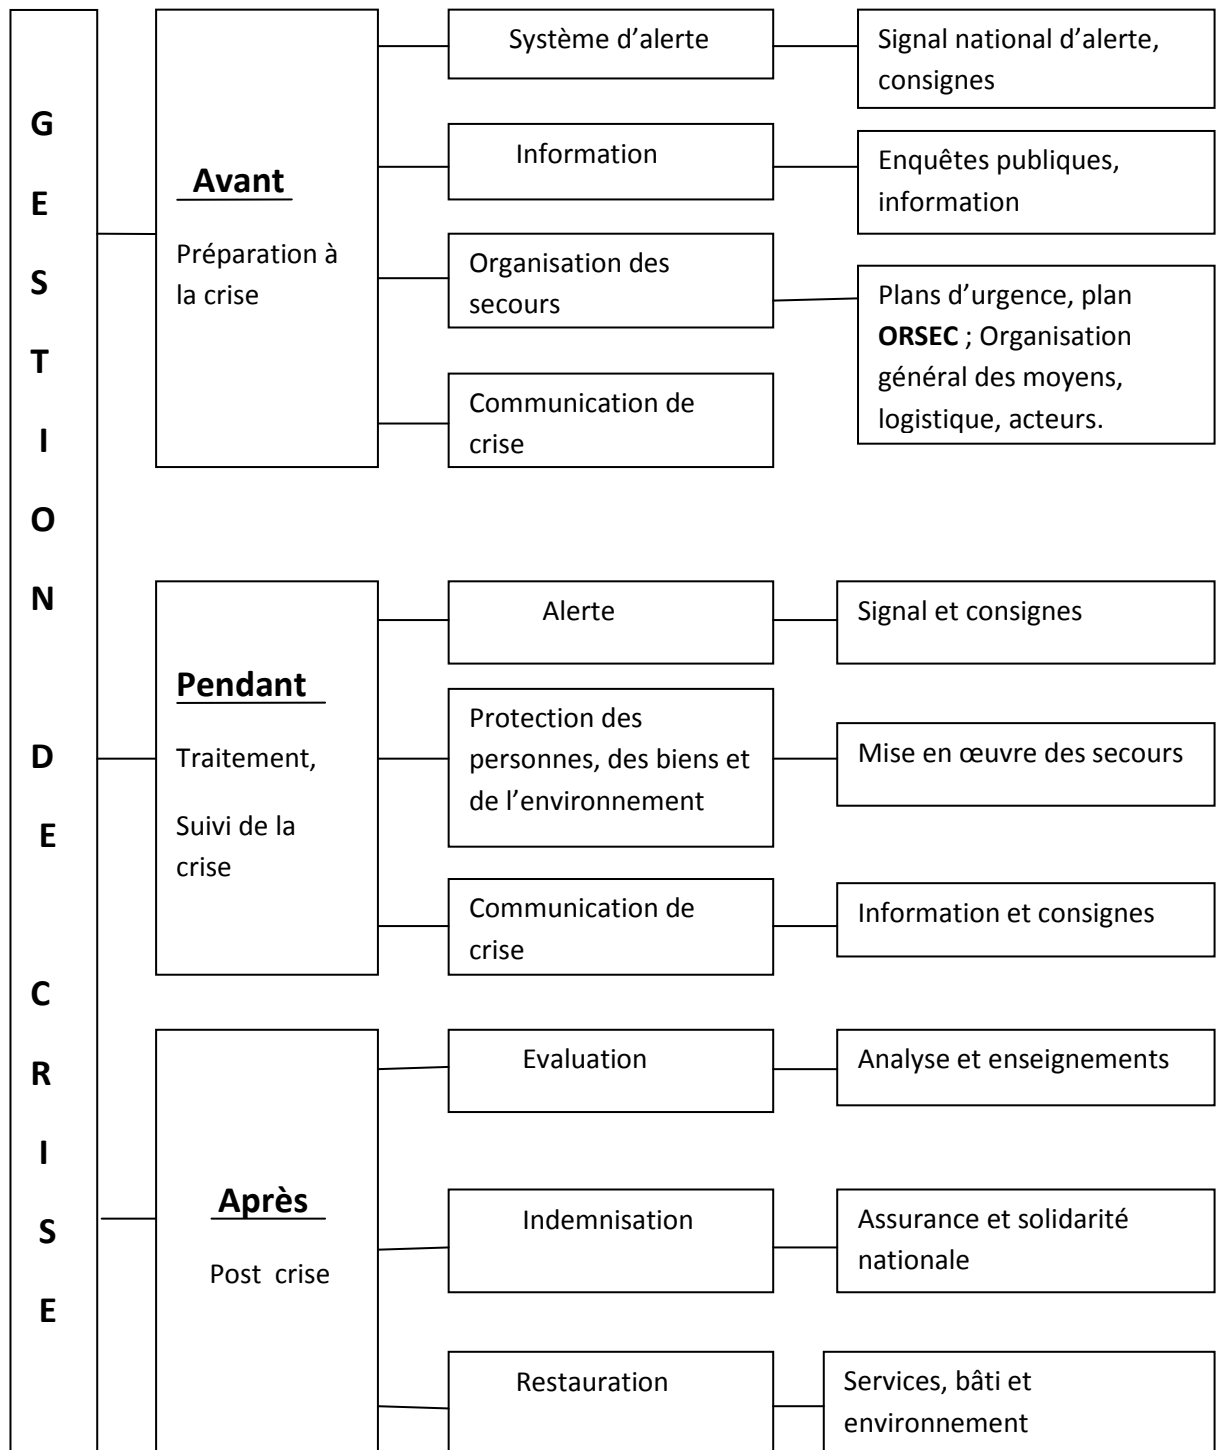 GESTION DE CRISE
Avant
Préparation à
la crise
Système d’alerte
Signal national d’alerte,
consignes
Information
Enquêtes publiques,
information
Organisation des
secours
Plans d’urgence, plan
ORSEC ; Organisation
général des moyens,
logistique, acteurs.
Communication de
crise
Pendant
Traitement,
Suivi de la
crise
Alerte
Signal et consignes
Protection des
personnes, des biens et
de l’environnement
Mise en œuvre des secours
Communication de
crise
Information et consignes
Après
Post crise
Evaluation
Analyse et enseignements
Indemnisation
Assurance et solidarité
nationale
Restauration
Services, bâti et
environnement